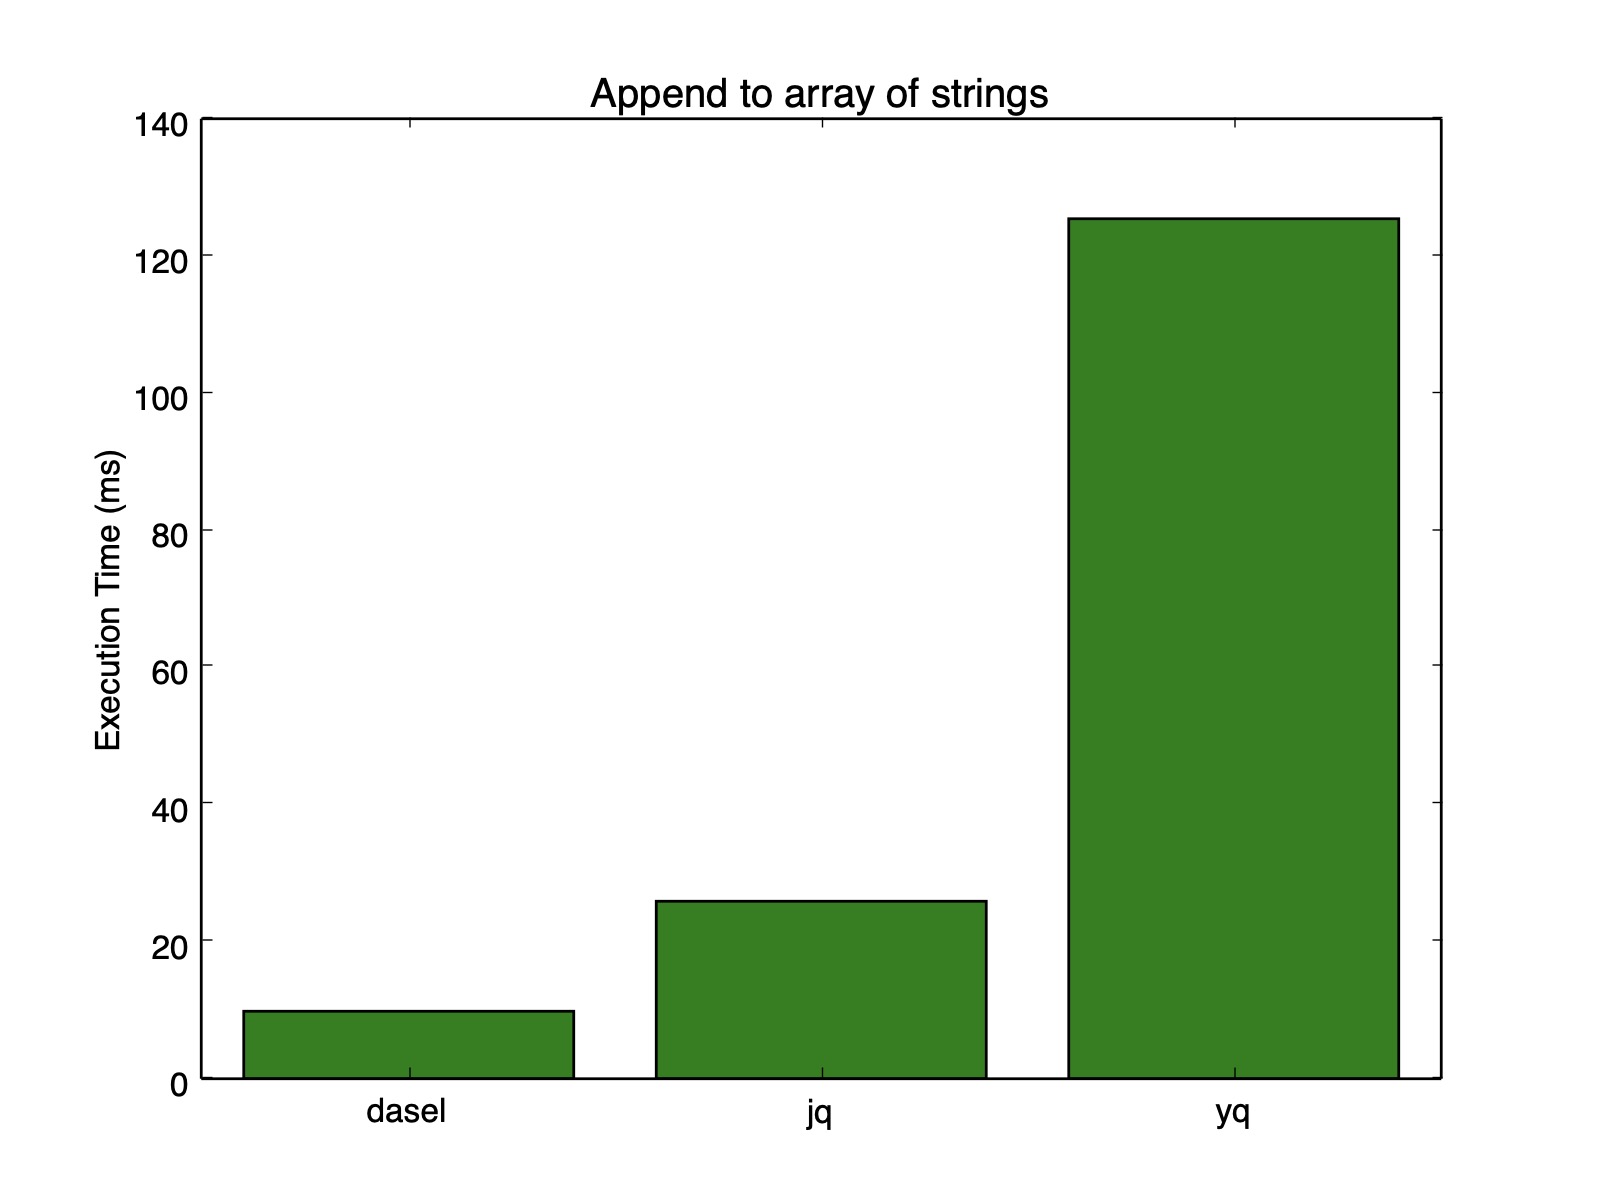 Append to array of strings
140
120
100
80
60
40
20
0
Execution Time (ms)
dasel jq yq